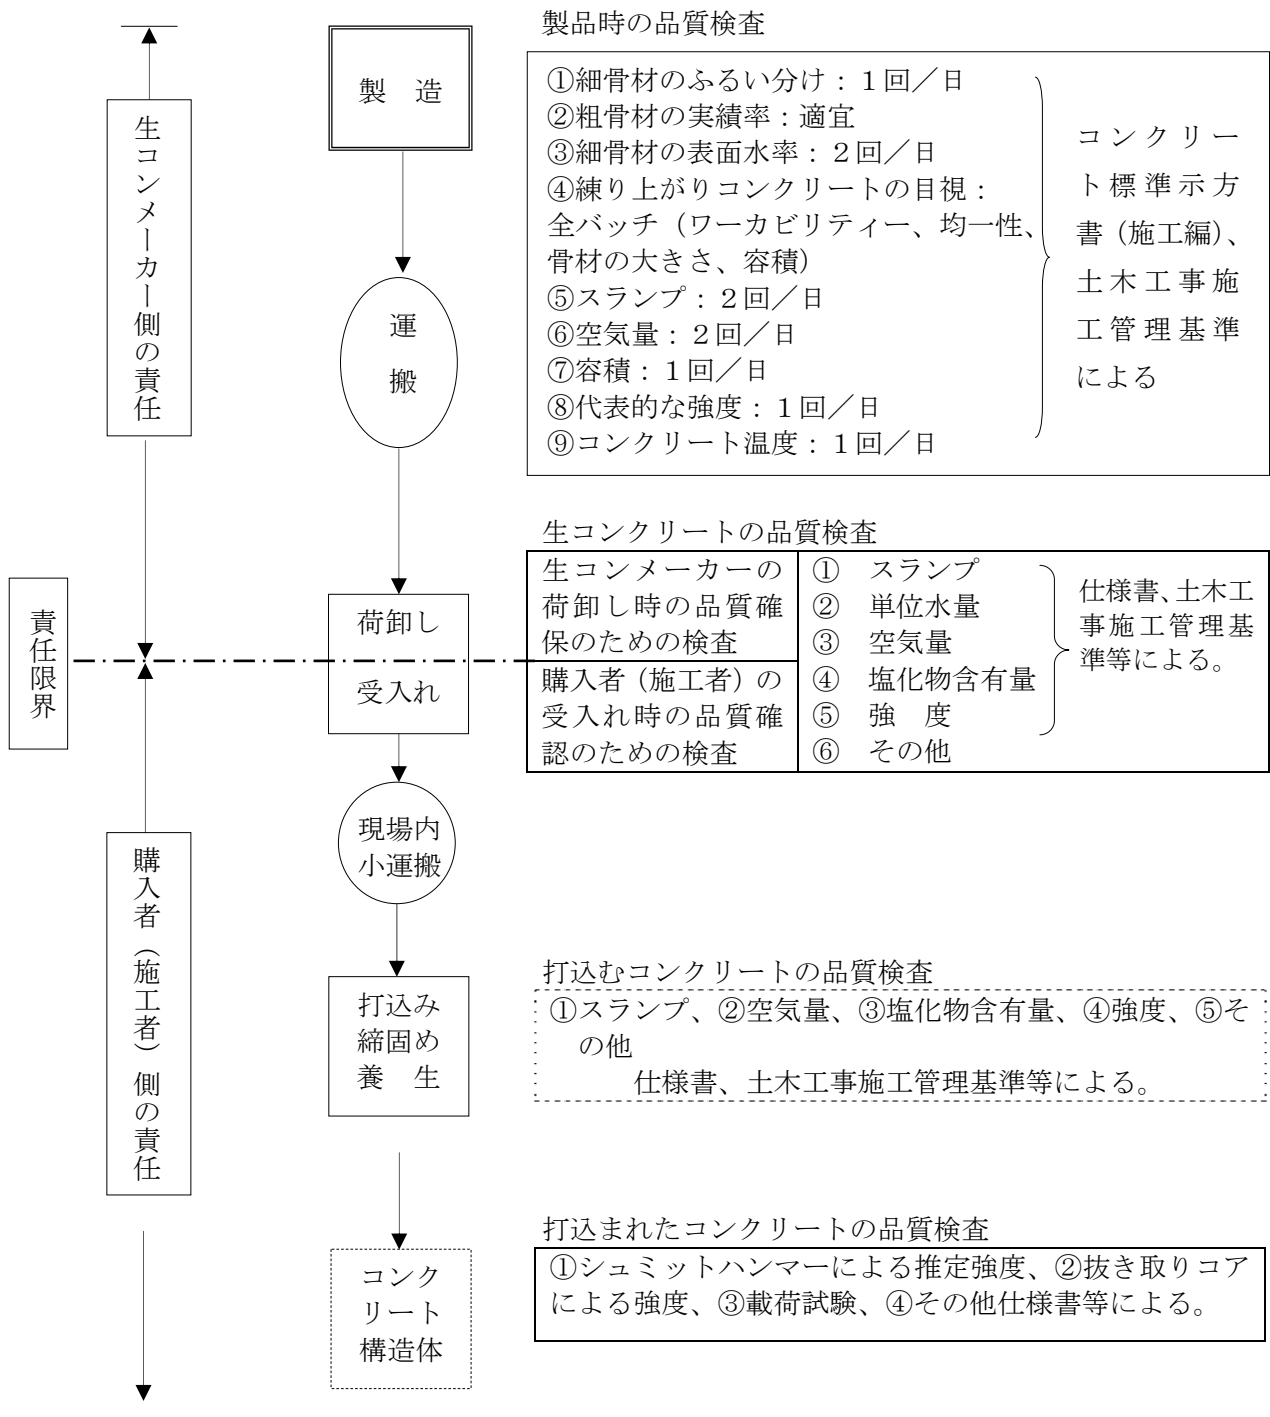 製品時の品質検査
製　造
①細骨材のふるい分け：１回／日
②粗骨材の実績率：適宜
③細骨材の表面水率：２回／日
④練り上がりコンクリートの目視：
全バッチ（ワーカビリティー、均一性、
骨材の大きさ、容積）
⑤スランプ：２回／日
⑥空気量：２回／日
⑦容積：１回／日
⑧代表的な強度：１回／日
⑨コンクリート温度：１回／日
コンクリー
ト標準示方
書（施工編）、
土木工事施
工管理基準
による
生コンメーカー側の責任
運
搬
生コンクリートの品質検査
生コンメーカーの
荷卸し時の品質確
保のための検査
購入者（施工者）の
受入れ時の品質確
認のための検査
①　スランプ
②　単位水量
③　空気量
④　塩化物含有量
⑤　強　度
⑥　その他
仕様書、土木工
事施工管理基
準等による。
責任限界
荷卸し
受入れ
現場内
小運搬
購入者（施工者）側の責任
打込むコンクリートの品質検査
打込み
締固め
養　生
①スランプ、②空気量、③塩化物含有量、④強度、⑤そ
の他
仕様書、土木工事施工管理基準等による。
打込まれたコンクリートの品質検査
コンク
リート
構造体
①シュミットハンマーによる推定強度、②抜き取りコア
による強度、③載荷試験、④その他仕様書等による。